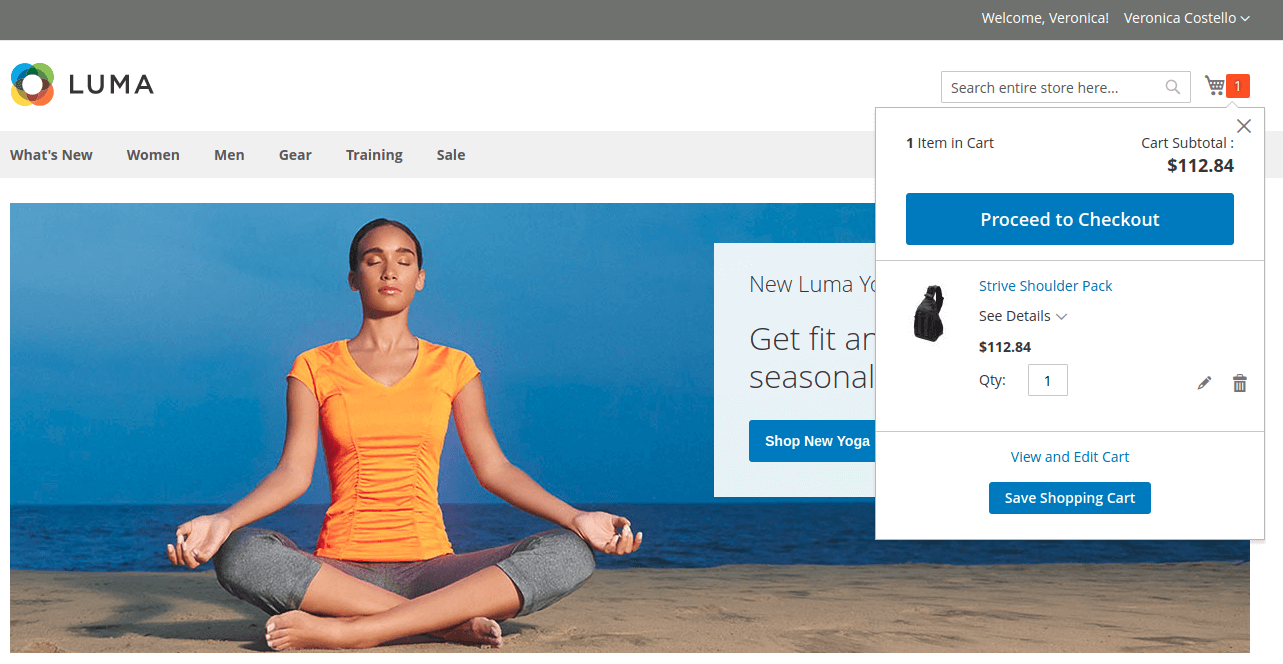 Welcome, Veronica! Veronica Costello
LUMA
Search entire store here...
1
What's New Women Men Gear Training Sale
1 Item in Cart
Cart Subtotal :
$112.84
Proceed to Checkout
Strive Shoulder Pack
See Details
$112.84
Qty: 1
View and Edit Cart
Save Shopping Cart
New Luma Yo
Get fit an
seasonal
Shop New Yoga